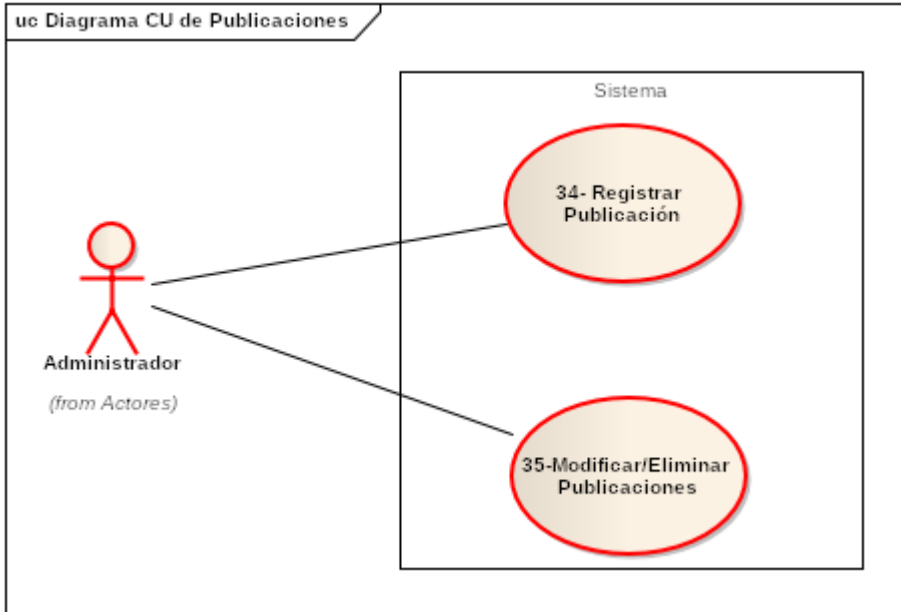 uc Diagrama CU de Publicaciones
Sistema
34- Registrar
Publicación
Administrador
(from Actores)
35-Modificar/Eliminar
Publicaciones